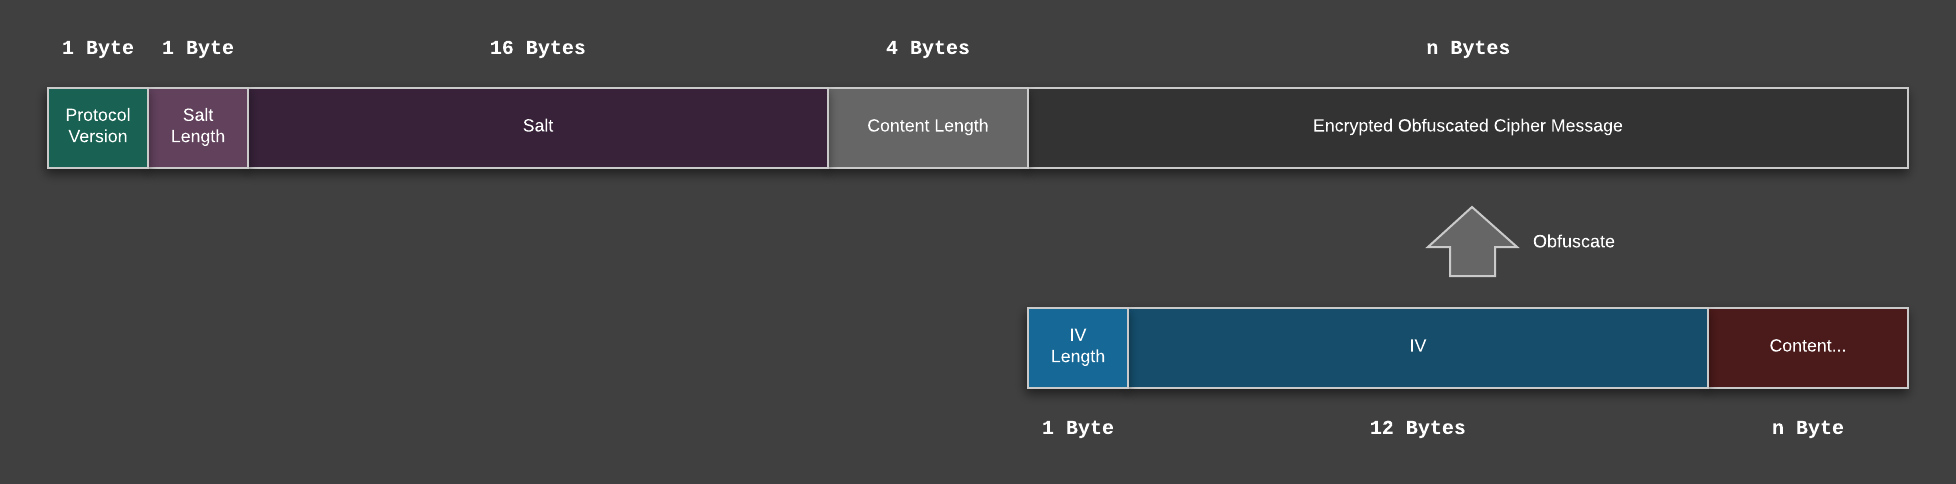 1 Byte 1 Byte 16 Bytes 4 Bytes n Bytes
Protocol
Version
Salt
Length
Salt
Content Length
Encrypted Obfuscated Cipher Message
Obfuscate
IV
Length
IV
Content...
1 Byte 12 Bytes n Byte